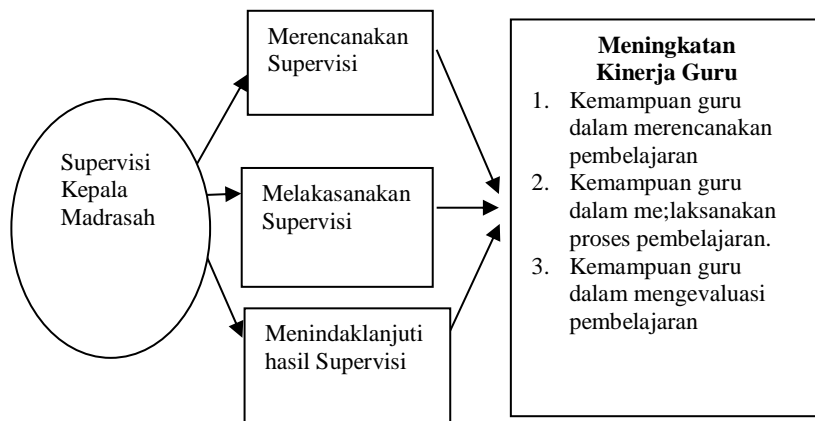 Supervisi
Kepala
Madrasah
Merencanakan
Supervisi
Melakasanakan
Supervisi
Menindaklanjuti
hasil Supervisi
Meningkatan
Kinerja Guru
1. Kemampuan guru
dalam merencanakan
pembelajaran
2. Kemampuan guru
dalam me;laksanakan
proses pembelajaran.
3. Kemampuan guru
dalam mengevaluasi
pembelajaran